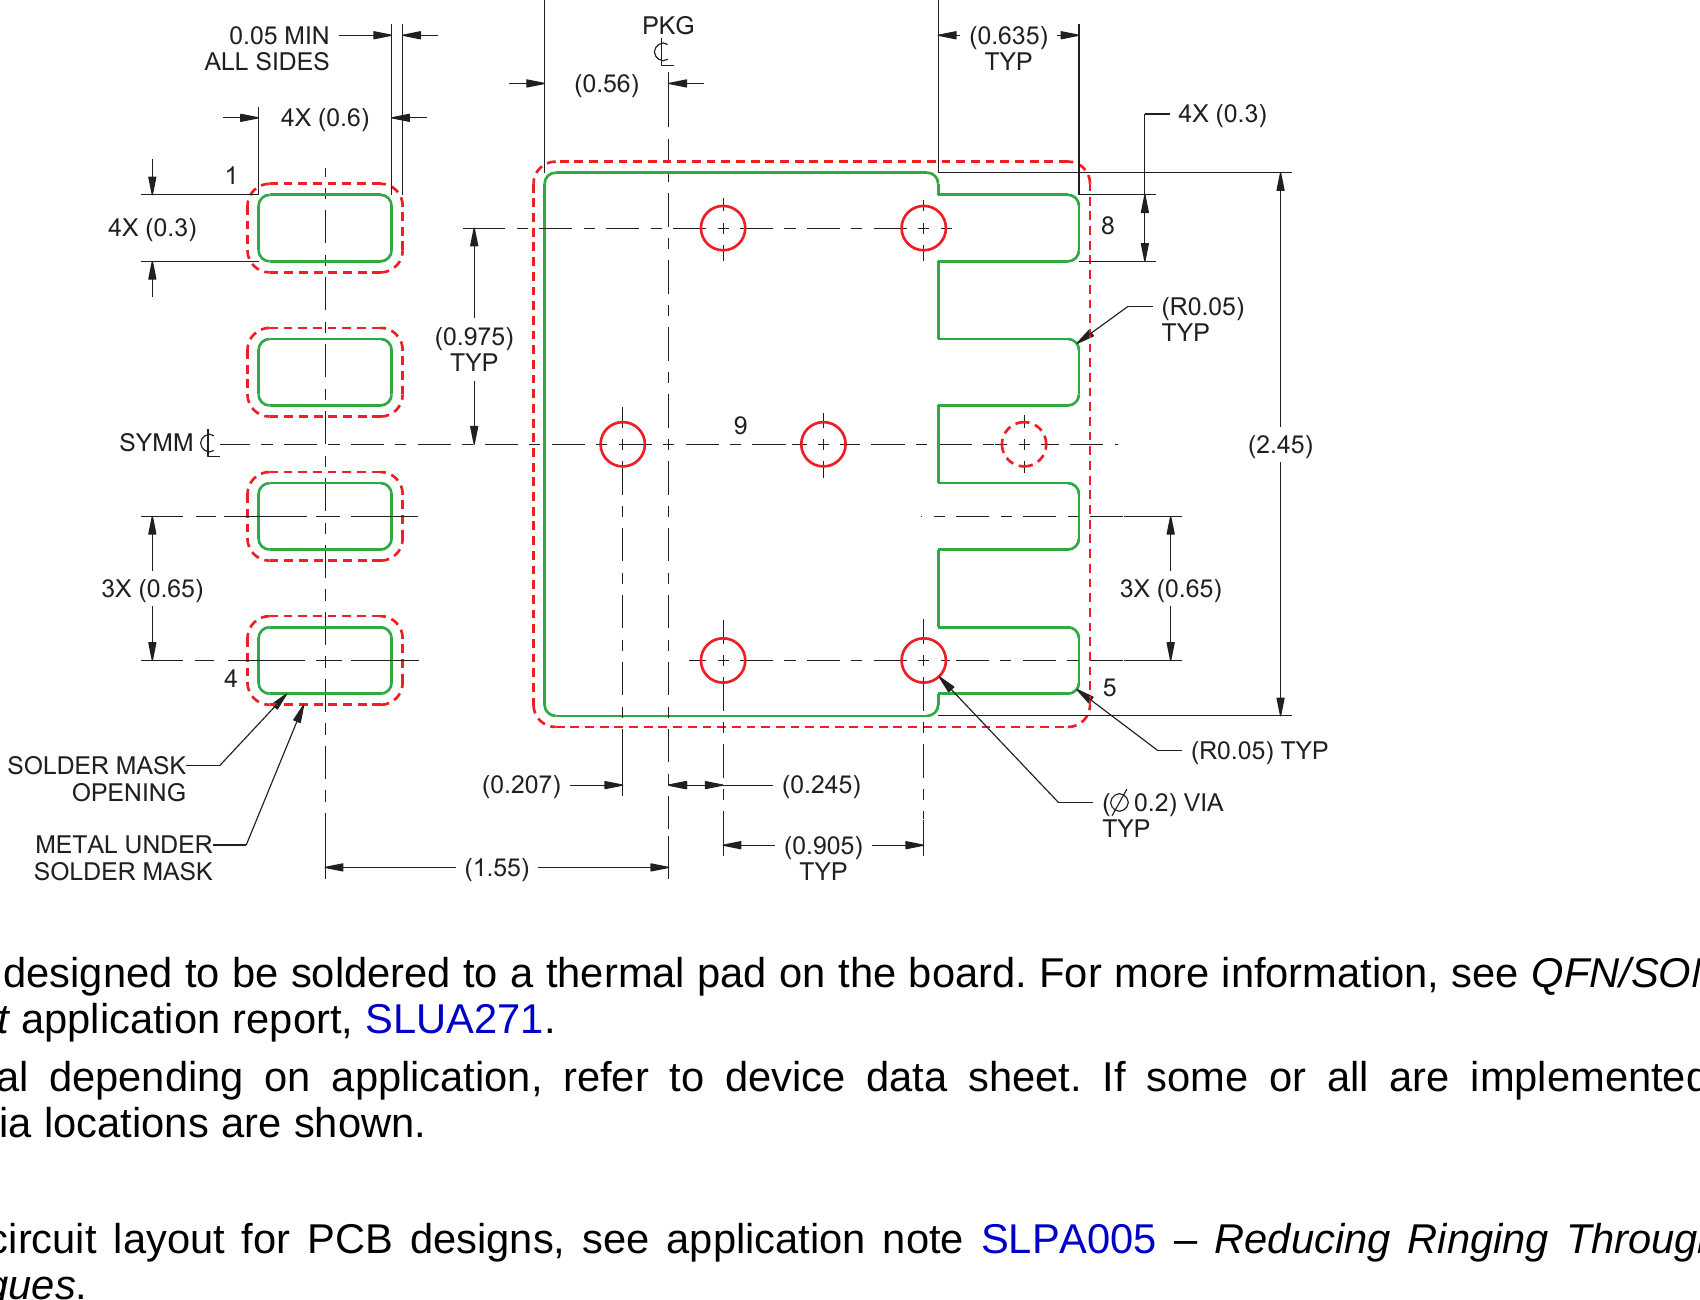 PKG
0.05 MIN
ALL SIDES
(0.635)
TYP
(0.56)
4X (0.6)
4X (0.3)
1
4X (0.3)
8
(R0.05)
TYP
(0.975)
TYP
9
SYMM
(2.45)
3X (0.65)
3X (0.65)
4
5
(R0.05) TYP
SOLDER MASK
OPENING
(0.207)
(0.245)
(Ø 0.2) VIA
TYP
METAL UNDER
SOLDER MASK
(0.905)
TYP
(1.55)
designed to be soldered to a thermal pad on the board. For more information, see QFN/SON
t application report, SLUA271.
al depending on application, refer to device data sheet. If some or all are implemented
ia locations are shown.
circuit layout for PCB designs, see application note SLPA005 – Reducing Ringing Through
ques.